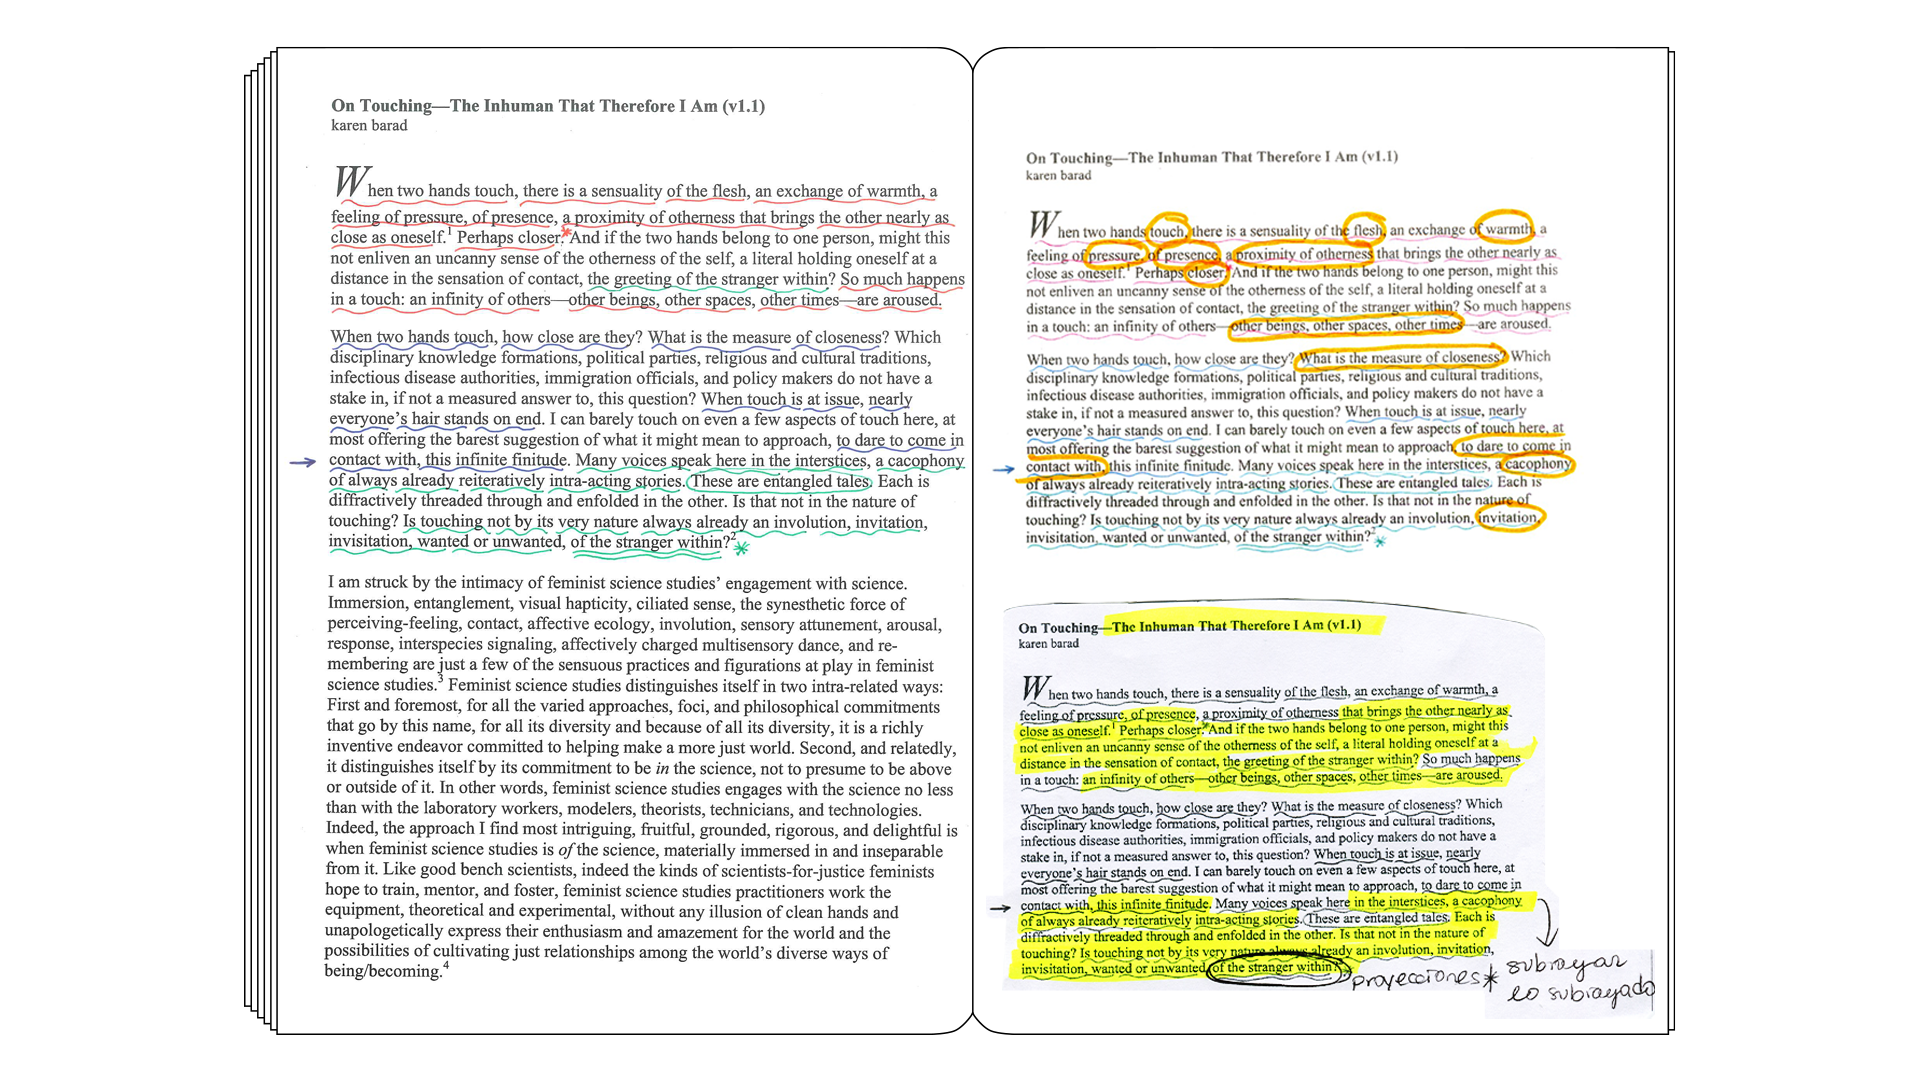 On Touching—The Inhuman That Therefore I Am (v1.1)
karen barad
When two hands touch, there is a sensuality of the flesh, an exchange of warmth, a
feeling of pressure, of presence, a proximity of otherness that brings the other nearly as
close as oneself.1 Perhaps closer.* And if the two hands belong to one person, might this
not enliven an uncanny sense of the otherness of the self, a literal holding oneself at a
distance in the sensation of contact, the greeting of the stranger within? So much happens
in a touch: an infinity of others—other beings, other spaces, other times—are aroused.
When two hands touch, how close are they? What is the measure of closeness? Which
disciplinary knowledge formations, political parties, religious and cultural traditions,
infectious disease authorities, immigration officials, and policy makers do not have a
stake in, if not a measured answer to, this question? When touch is at issue, nearly
everyone's hair stands on end. I can barely touch on even a few aspects of touch here, at
most offering the barest suggestion of what it might mean to approach, to dare to come in
contact with, this infinite finitude. Many voices speak here in the interstices, a cacophony
of always already reiteratively intra-acting stories. These are entangled tales. Each is
diffractively threaded through and enfolded in the other. Is that not in the nature of
touching? Is touching not by its very nature always already an involution, invitation,
invisitation, wanted or unwanted, of the stranger within?2 *
I am struck by the intimacy of feminist science studies' engagement with science.
Immersion, entanglement, visual hapticity, ciliated sense, the synesthetic force of
perceiving-feeling, contact, affective ecology, involution, sensory attunement, arousal,
response, interspecies signaling, affectively charged multisensory dance, and re-
membering are just a few of the sensuous practices and figurations at play in feminist
science studies.3 Feminist science studies distinguishes itself in two intra-related ways:
First and foremost, for all the varied approaches, foci, and philosophical commitments
that go by this name, for all its diversity and because of all its diversity, it is a richly
inventive endeavor committed to helping make a more just world. Second, and relatedly,
it distinguishes itself by its commitment to be in the science, not to presume to be above
or outside of it. In other words, feminist science studies engages with the science no less
than with the laboratory workers, modelers, theorists, technicians, and technologies.
Indeed, the approach I find most intriguing, fruitful, grounded, rigorous, and delightful is
when feminist science studies is of the science, materially immersed in and inseparable
from it. Like good bench scientists, indeed the kinds of scientists-for-justice feminists
hope to train, mentor, and foster, feminist science studies practitioners work the
equipment, theoretical and experimental, without any illusion of clean hands and
unapologetically express their enthusiasm and amazement for the world and the
possibilities of cultivating just relationships among the world's diverse ways of
being/becoming.4
On Touching—The Inhuman That Therefore I Am (v1.1)
karen barad
When two hands touch, there is a sensuality of the flesh, an exchange of warmth, a
feeling of pressure, of presence, a proximity of otherness that brings the other nearly as
close as oneself.1 Perhaps closer. And if the two hands belong to one person, might this
not enliven an uncanny sense of the otherness of the self, a literal holding oneself at a
distance in the sensation of contact, the greeting of the stranger within? So much happens
in a touch: an infinity of others—other beings, other spaces, other times—are aroused.
When two hands touch, how close are they? What is the measure of closeness? Which
disciplinary knowledge formations, political parties, religious and cultural traditions,
infectious disease authorities, immigration officials, and policy makers do not have a
stake in, if not a measured answer to, this question? When touch is at issue, nearly
everyone's hair stands on end. I can barely touch on even a few aspects of touch here, at
most offering the barest suggestion of what it might mean to approach, to dare to come in
contact with, this infinite finitude. Many voices speak here in the interstices, a cacophony
of always already reiteratively intra-acting stories. These are entangled tales. Each is
diffractively threaded through and enfolded in the other. Is that not in the nature of
touching? Is touching not by its very nature always already an involution, invitation,
invisitation, wanted or unwanted, of the stranger within?2 *
On Touching—The Inhuman That Therefore I Am (v1.1)
karen barad
When two hands touch, there is a sensuality of the flesh, an exchange of warmth, a
feeling of pressure, of presence, a proximity of otherness that brings the other nearly as
close as oneself.1 Perhaps closer.* And if the two hands belong to one person, might this
not enliven an uncanny sense of the otherness of the self, a literal holding oneself at a
distance in the sensation of contact, the greeting of the stranger within? So much happens
in a touch: an infinity of others—other beings, other spaces, other times—are aroused.
When two hands touch, how close are they? What is the measure of closeness? Which
disciplinary knowledge formations, political parties, religious and cultural traditions,
infectious disease authorities, immigration officials, and policy makers do not have a
stake in, if not a measured answer to, this question? When touch is at issue, nearly
everyone's hair stands on end. I can barely touch on even a few aspects of touch here, at
most offering the barest suggestion of what it might mean to approach, to dare to come in
contact with, this infinite finitude. Many voices speak here in the interstices, a cacophony
of always already reiteratively intra-acting stories. These are entangled tales. Each is
diffractively threaded through and enfolded in the other. Is that not in the nature of
touching? Is touching not by its very nature always already an involution, invitation,
invisitation, wanted or unwanted, of the stranger within?
proyecciones*
subrayar
lo subrayado